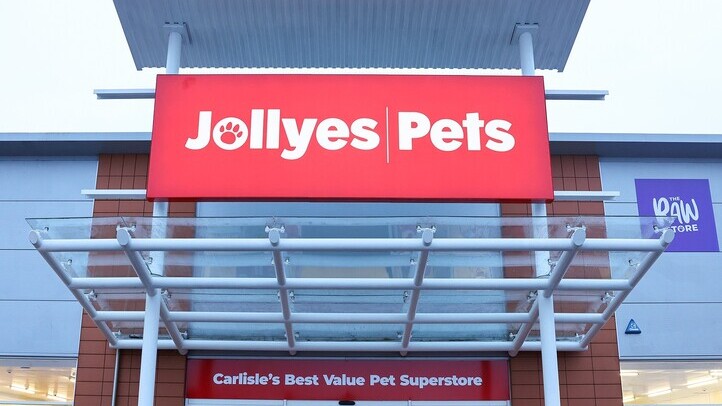 Jollyes Pets
THE
RAW
STORE
Carlisle's Best Value Pet Superstore